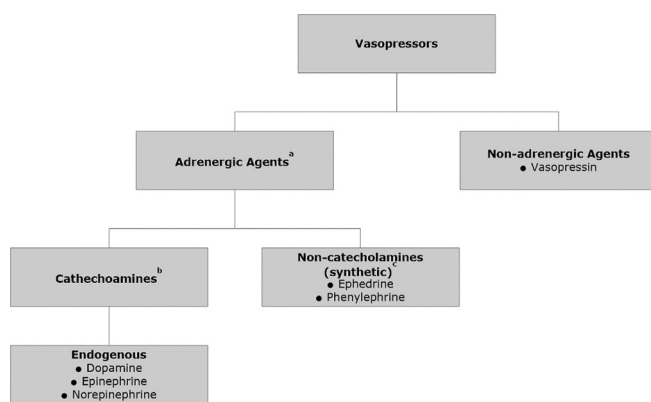 Vasopressors
Adrenergic Agents a
Non-adrenergic Agents
● Vasopressin
Cathechoamines b
Non-catecholamines
(synthetic) c
● Ephedrine
● Phenylephrine
Endogenous
● Dopamine
● Epinephrine
● Norepinephrine